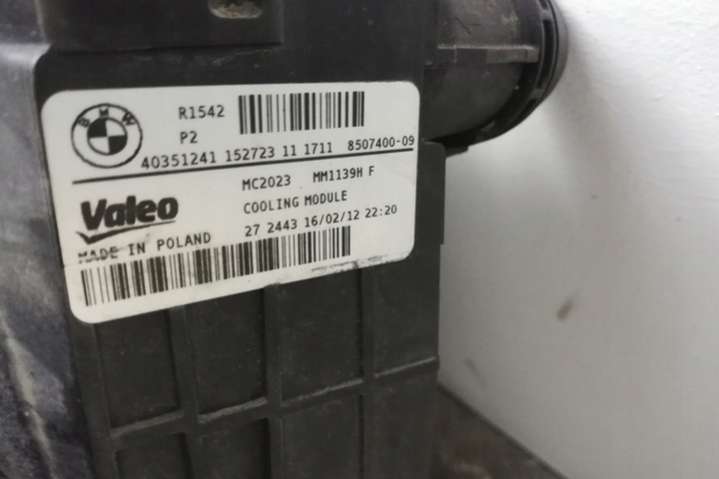 BMW
R1542
P2
40351241 152723 11 1711 8507400-09
MC2023 MM1139H F
Valeo
COOLING MODULE
MADE IN POLAND
27 2443 16/02/12 22:20